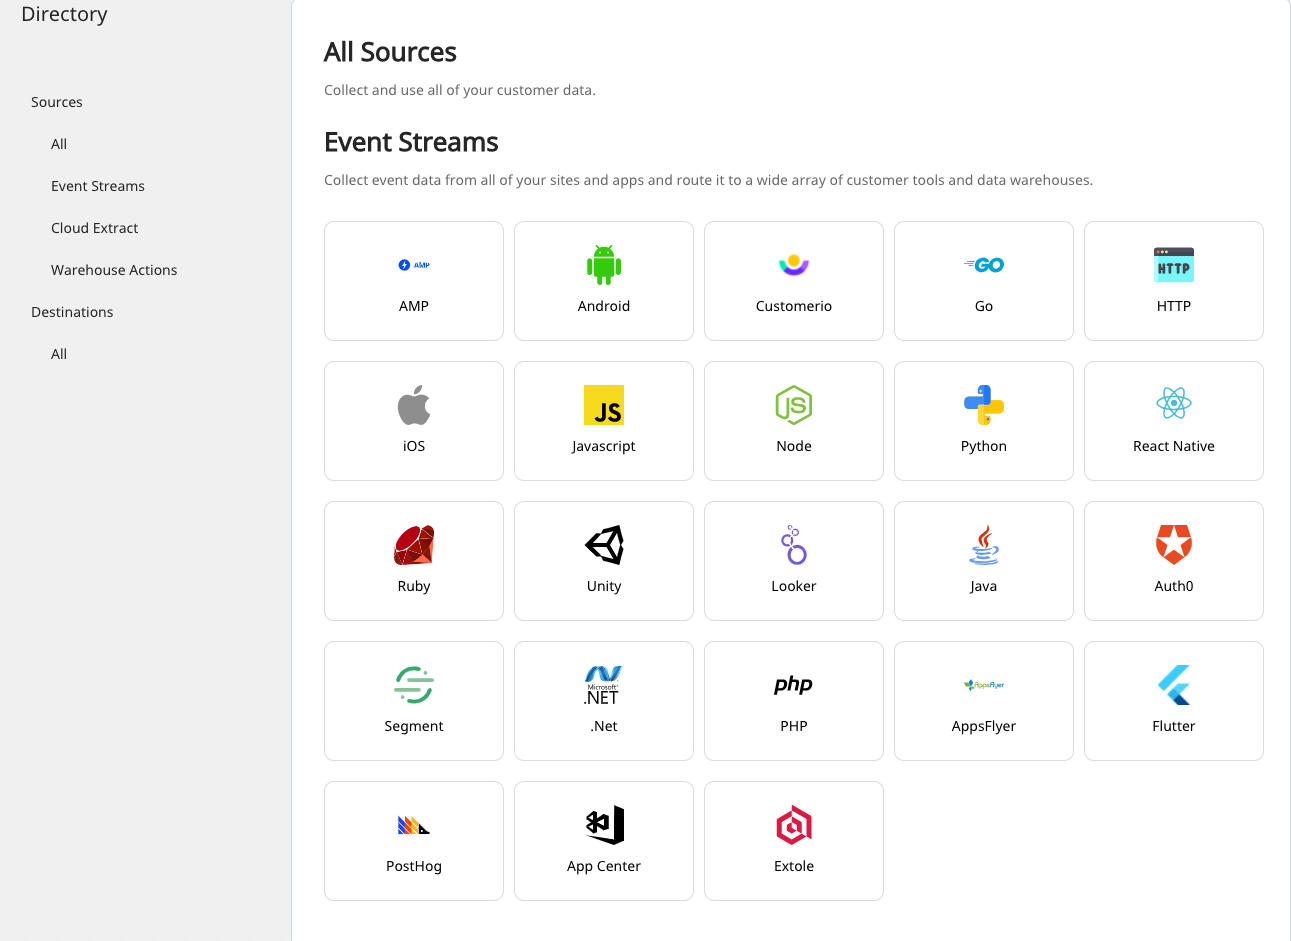 Directory
Sources
All
Event Streams
Cloud Extract
Warehouse Actions
Destinations
All
All Sources
Collect and use all of your customer data.
Event Streams
Collect event data from all of your sites and apps and route it to a wide array of customer tools and data warehouses.
AMP
AMP
Android
Customerio
GO
Go
HTTP
HTTP
iOS
JS
Javascript
JS
Node
Python
React Native
Ruby
Unity
Looker
Java
Auth0
Segment
Microsoft
.NET
.Net
php
PHP
AppsFlyer
AppsFlyer
Flutter
PostHog
App Center
Extole